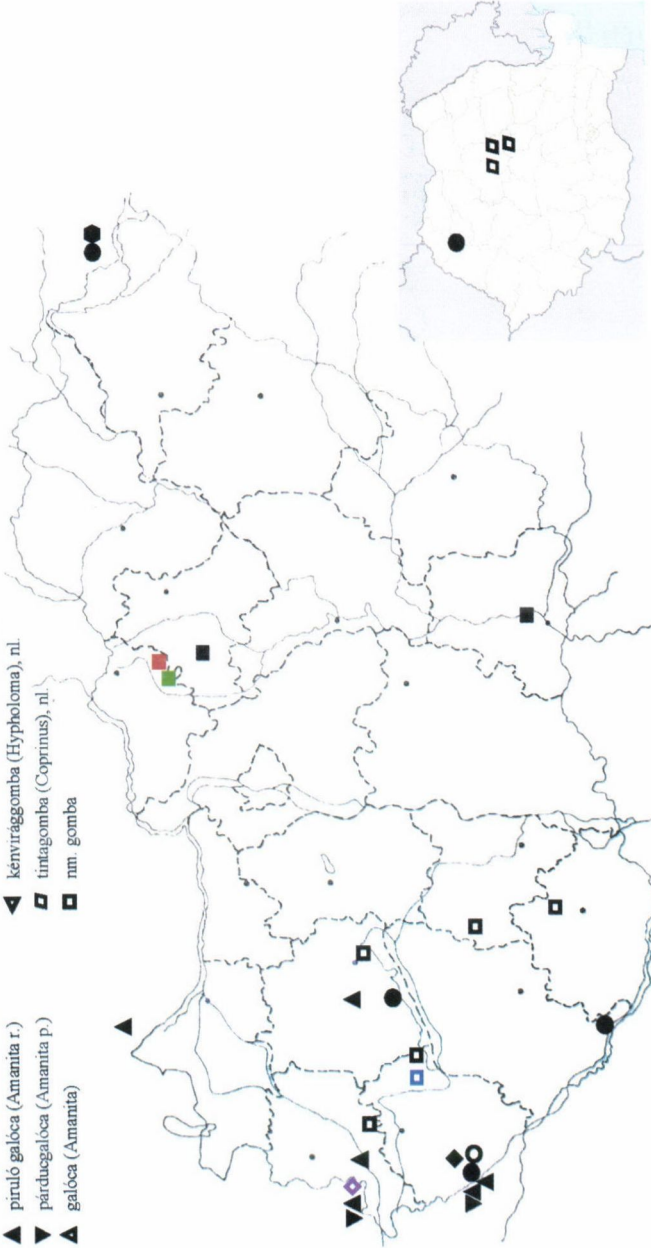 piruló galóca (Amanita r.)
párducgalóca (Amanita p.)
galóca (Amanita)
kénvirággomba (Hypholoma), nl.
tintagomba (Coprinus), nl.
nm. gomba